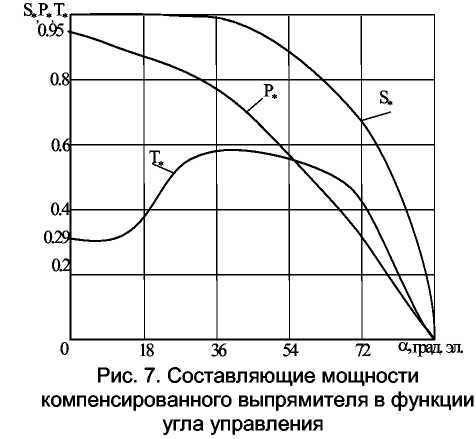 S*,P*,T*
0.95
0.8
0.6
0.4
0.29
0.2
P*
S*
T*
0 18 36 54 72 α, град. эл.
Рис. 7. Составляющие мощности
компенсированного выпрямителя в функции
угла управления